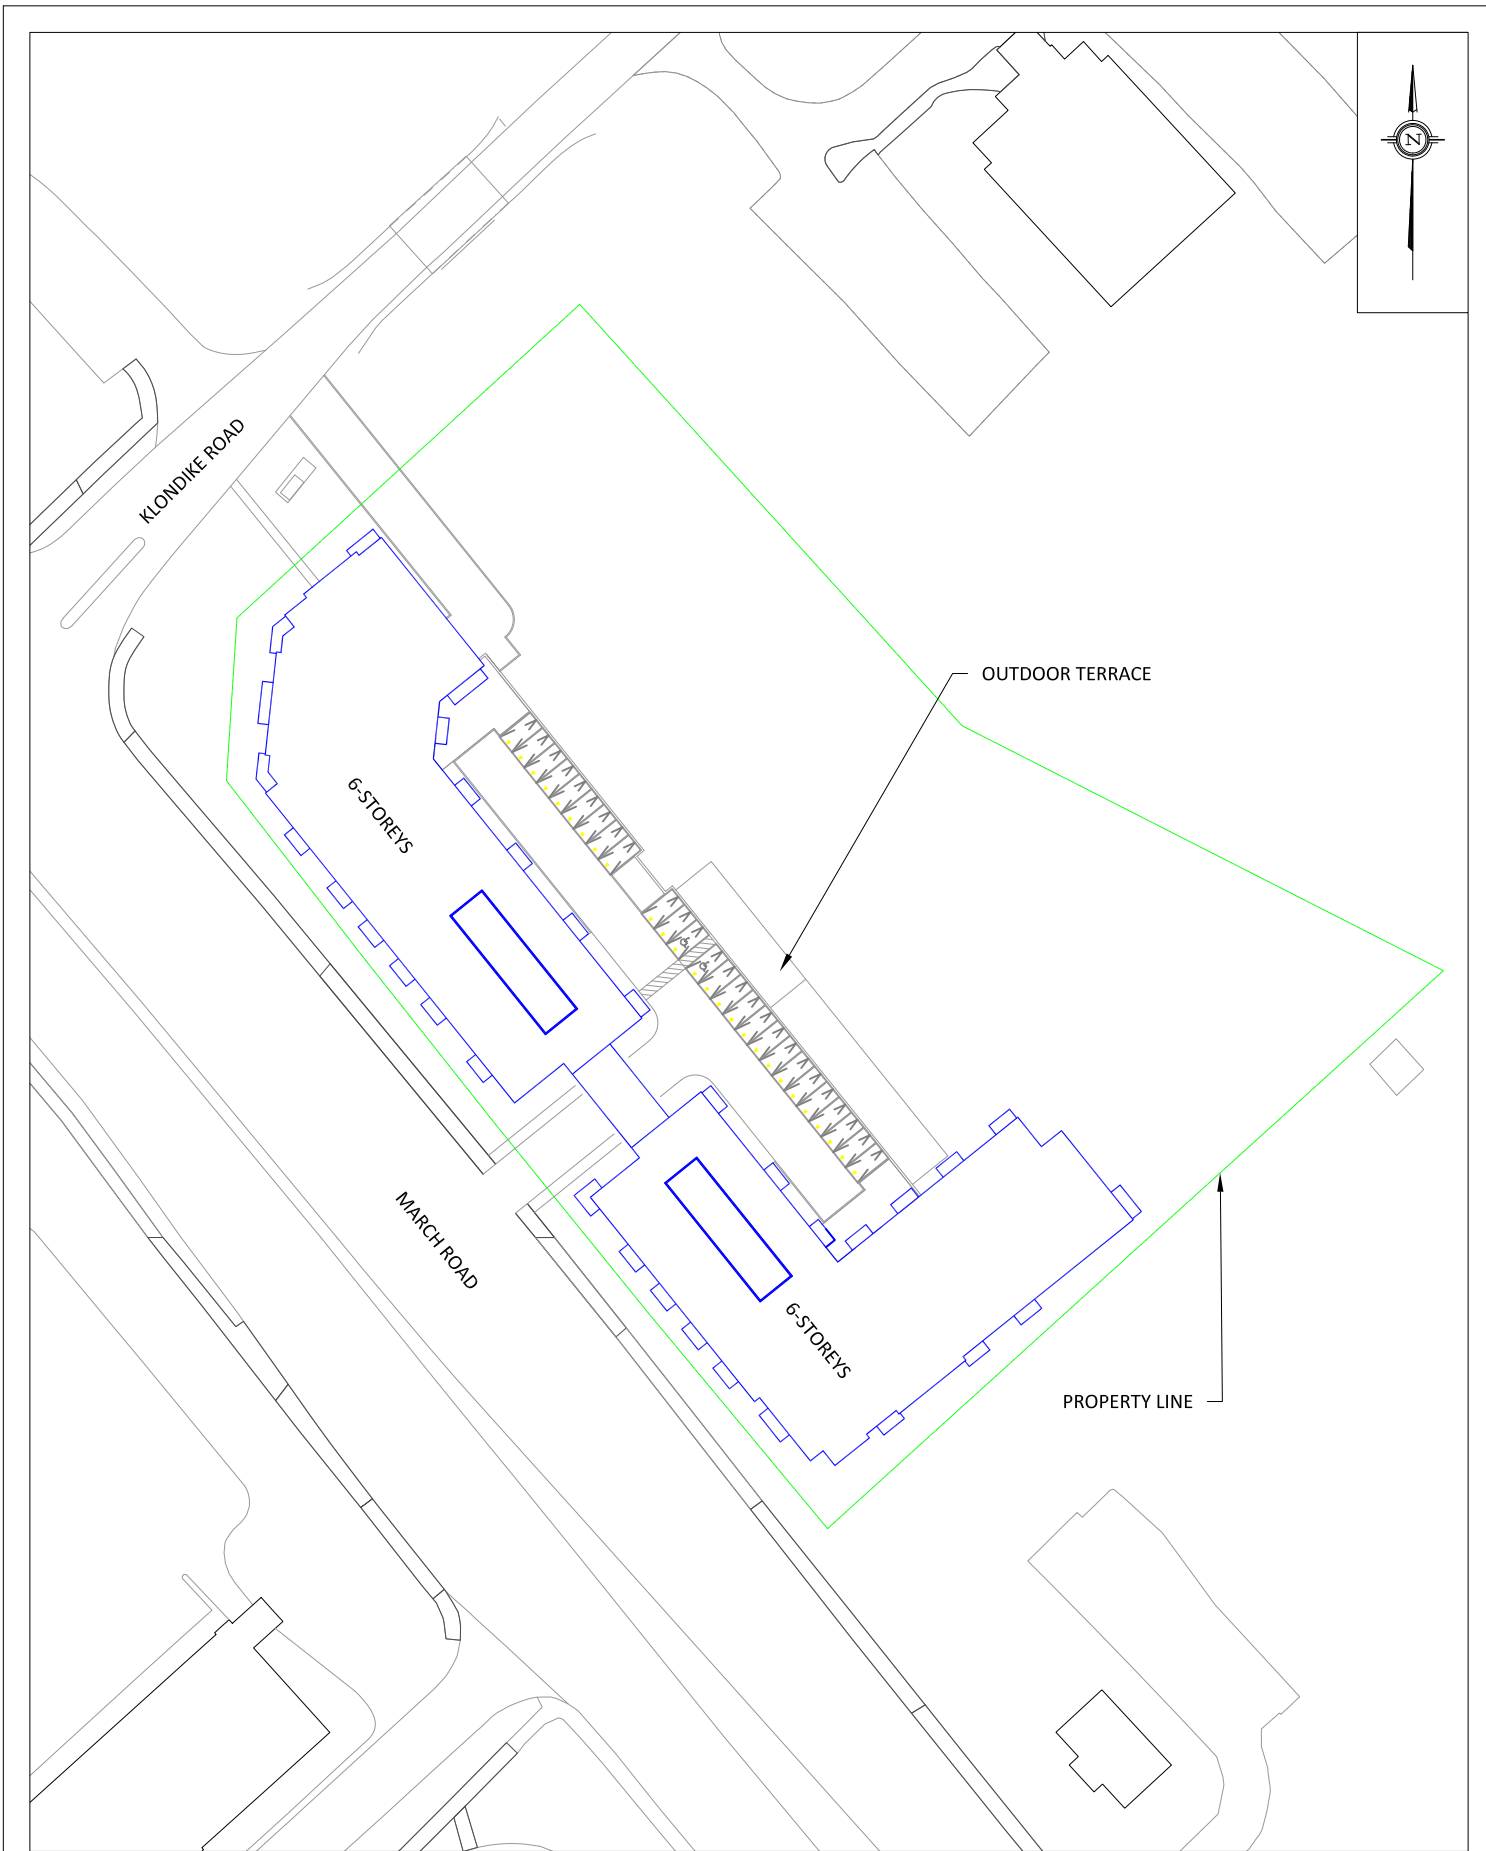 N
KLONDIKE ROAD
OUTDOOR TERRACE
6-STOREYS
MARCH ROAD
6-STOREYS
PROPERTY LINE